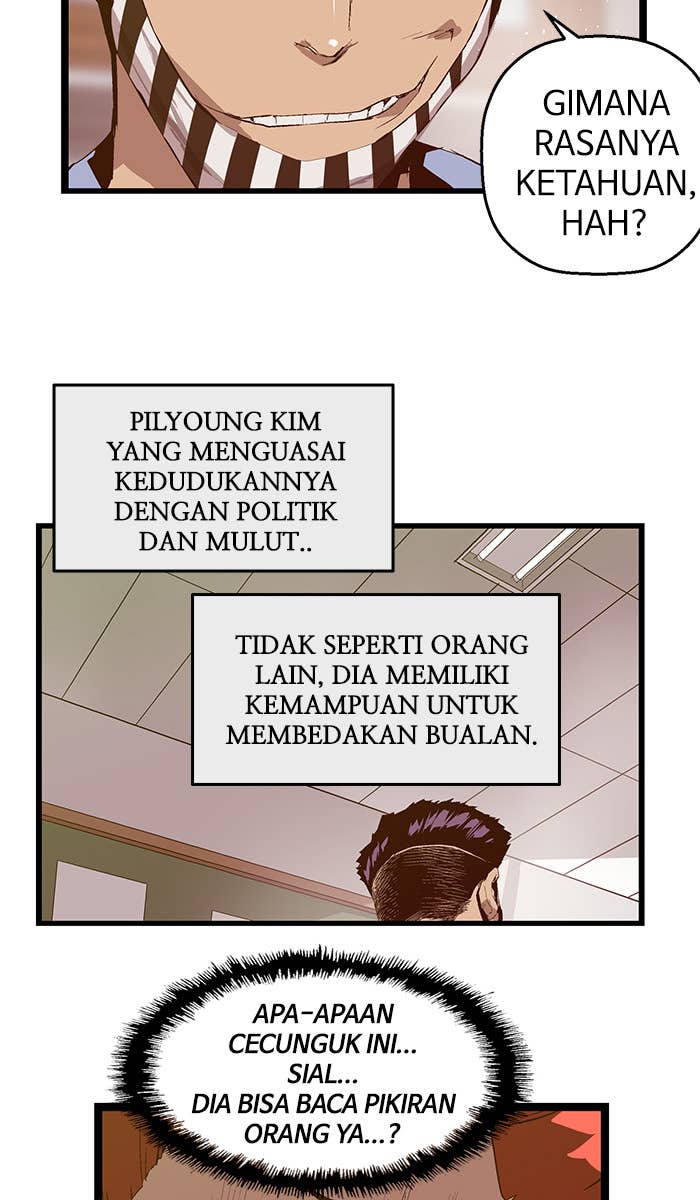 GIMANA
RASANYA
KETAHUAN,
HAH?
PILYOUNG KIM
YANG MENGUASAI
KEDUDUKANNYA
DENGAN POLITIK
DAN MULUT..
TIDAK SEPERTI ORANG
LAIN, DIA MEMILIKI
KEMAMPUAN UNTUK
MEMBEDAKAN BUALAN.
APA-APAAN
CECUNGUK INI...
SIAL...
DIA BISA BACA PIKIRAN
ORANG YA...?